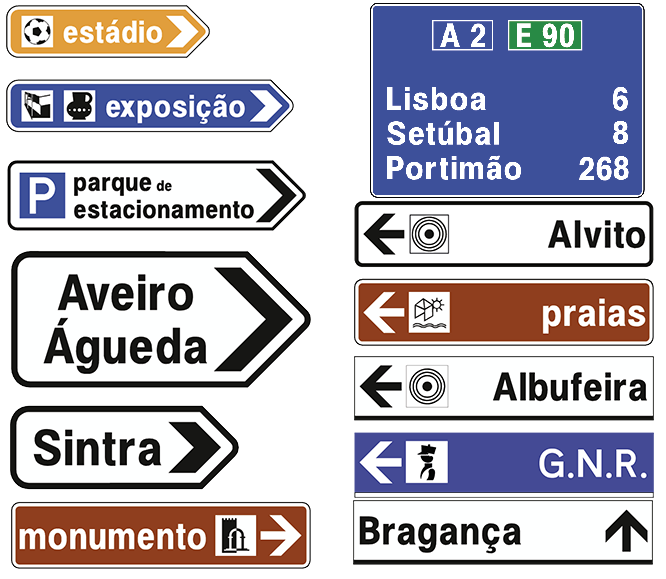 estádio
exposição
P parque de
estacionamento
Aveiro
Águeda
Sintra
monumento
A 2 E 90
Lisboa 6
Setúbal 8
Portimão 268
Alvito
praias
Albufeira
G.N.R.
Bragança